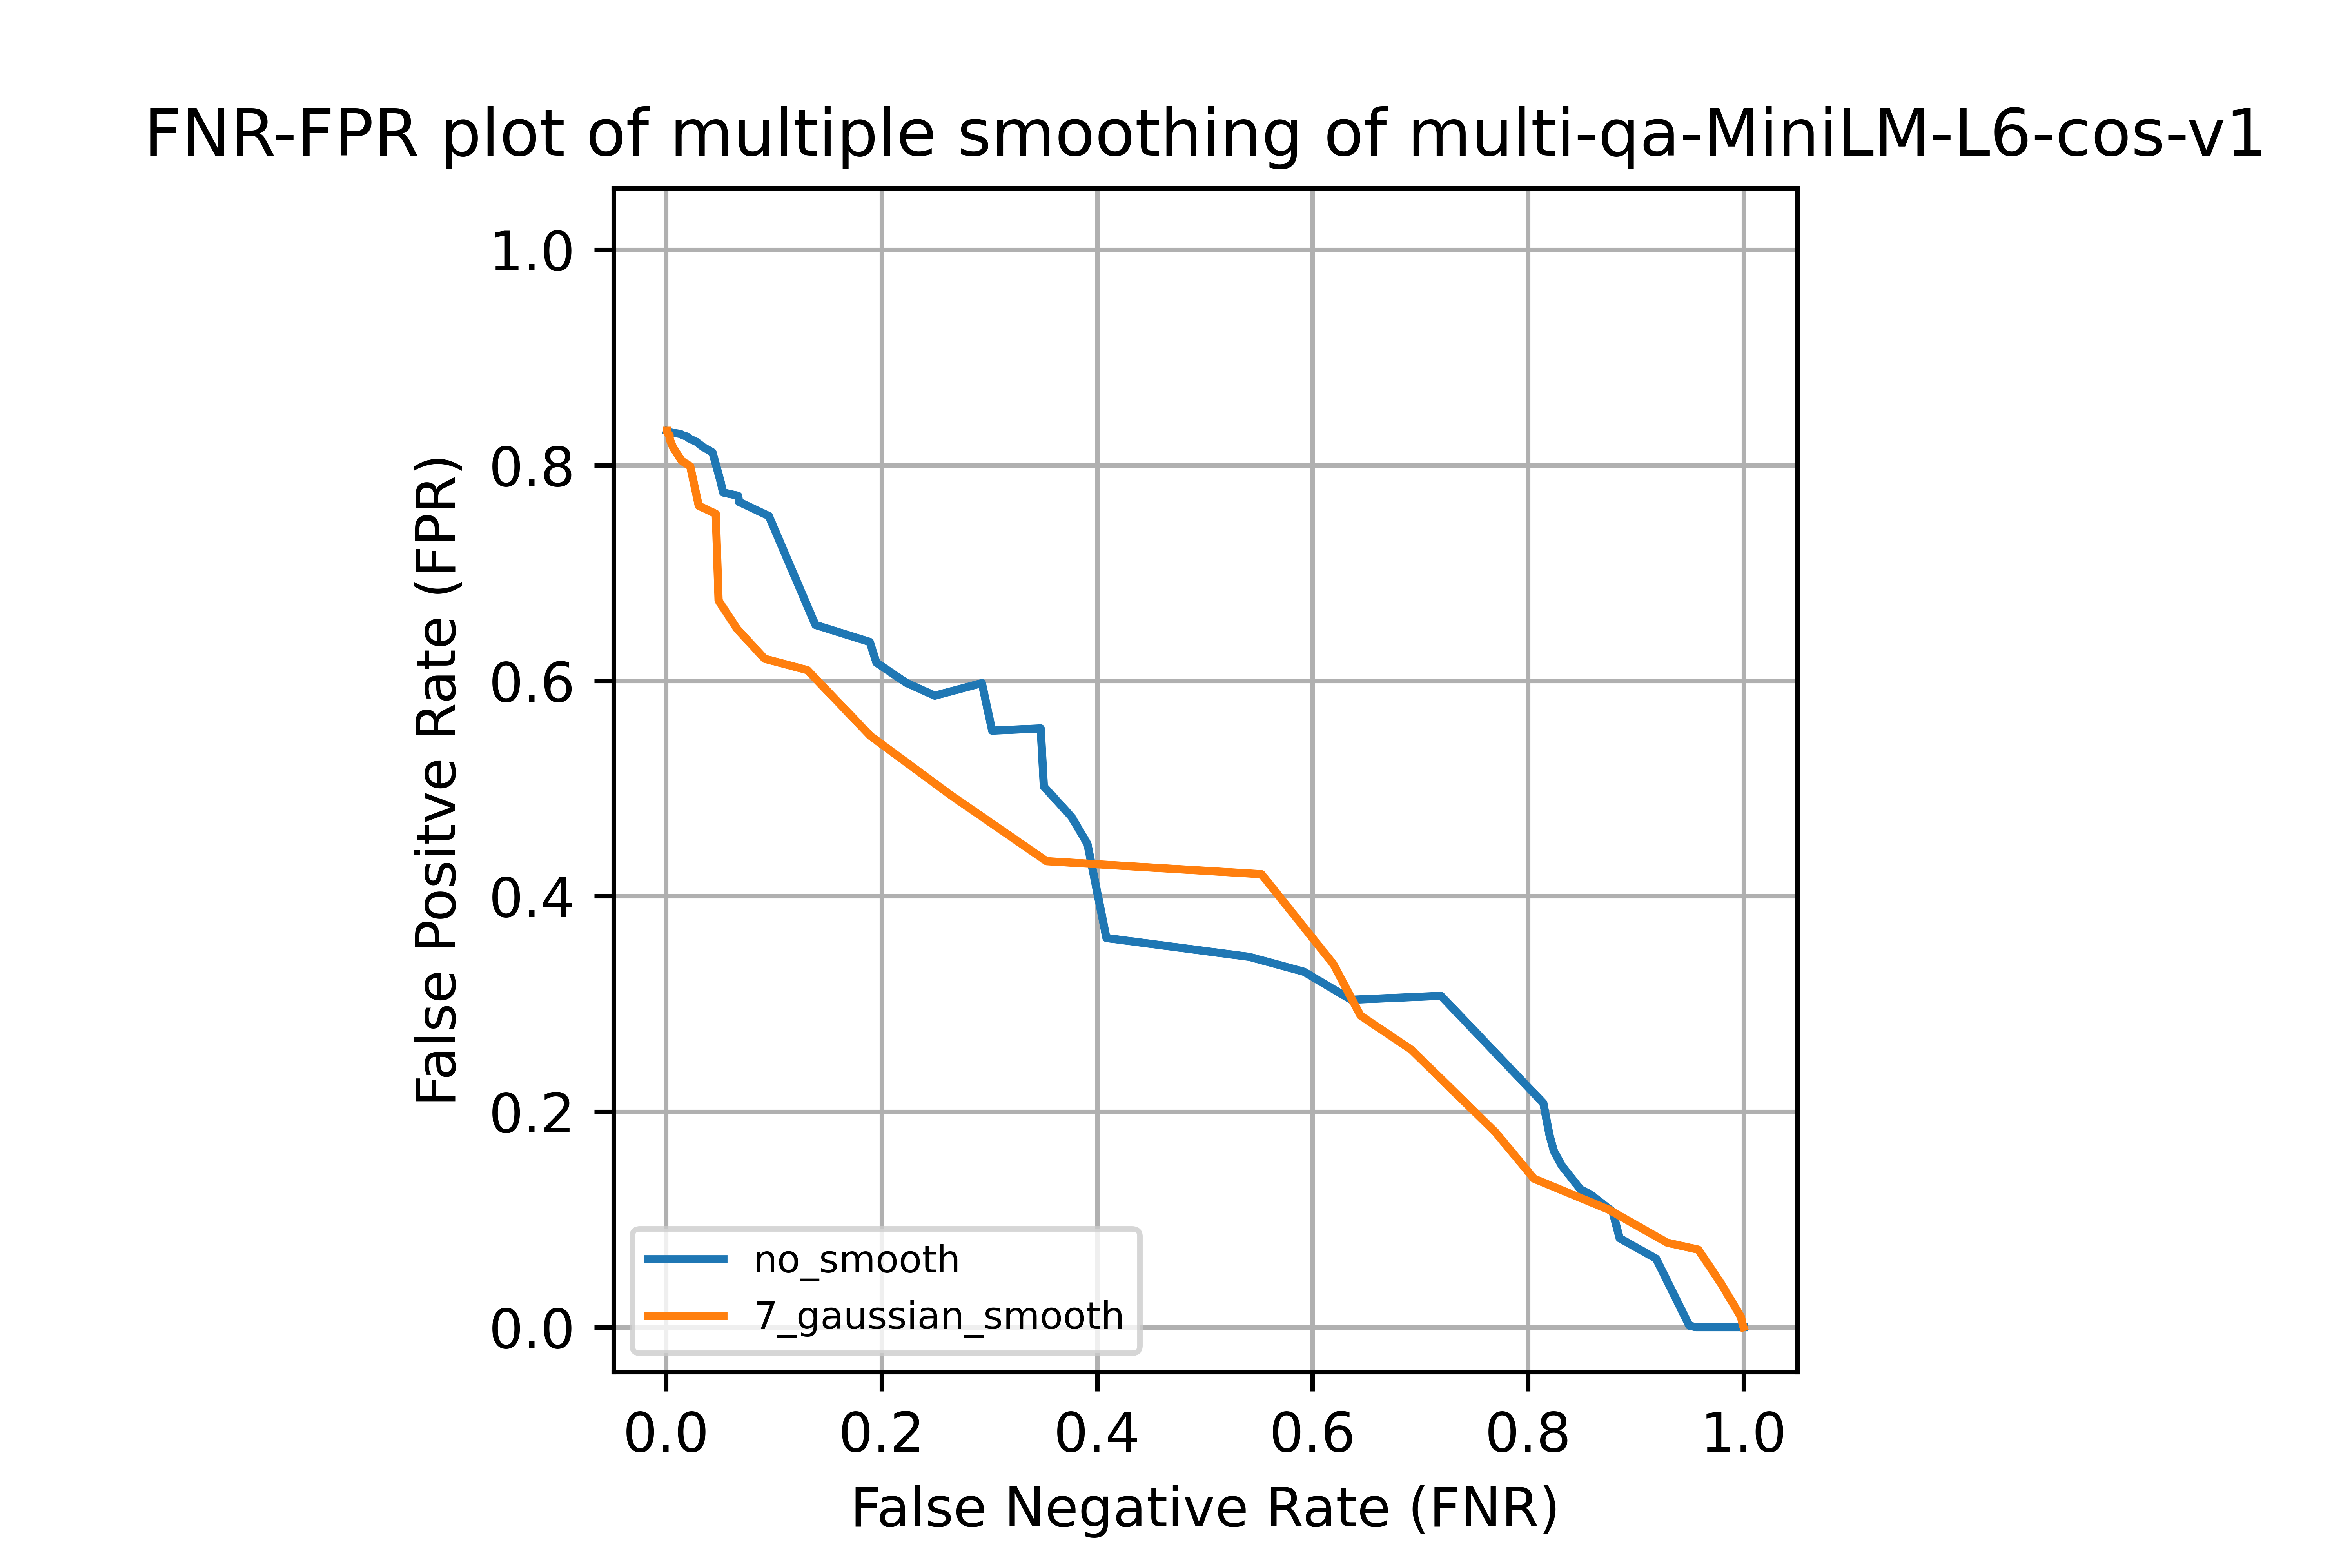 FNR-FPR plot of multiple smoothing of multi-qa-MiniLM-L6-cos-v1
False Positve Rate (FPR)
1.0
0.8
0.6
0.4
0.2
0.0
no_smooth
7_gaussian_smooth
0.0 0.2 0.4 0.6 0.8 1.0
False Negative Rate (FNR)